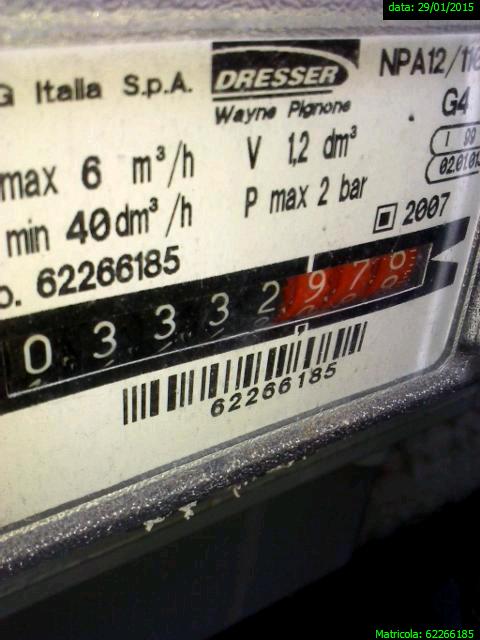 data: 29/01/2015
G Italia S.p.A.
DRESSER
Wayne Pignone
NPA12/116
G4
max 6 m³/h
V 1,2 dm³
min 40dm³/h
P max 2 bar
2007
o. 62266185
0 3 3 3 2 9 7 6
62266185
Matricola: 62266185